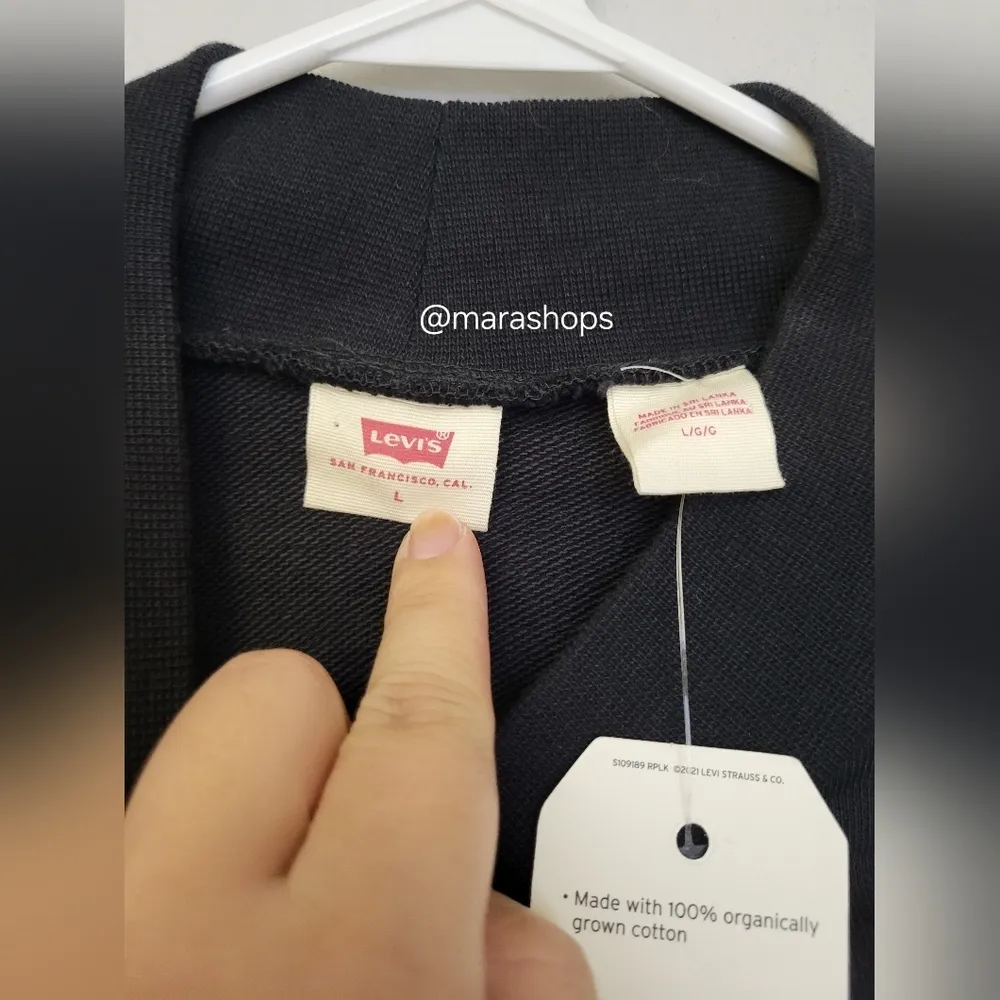 @marashops
LEVI'S®
SAN FRANCISCO, CAL.
L
MADE IN SRI LANKA
FABRIQUÉ AU SRI LANKA
FABRICADO EN SRI LANKA
L/G/G
S109189 RPLK ©2021 LEVI STRAUSS & CO.
• Made with 100% organically
grown cotton